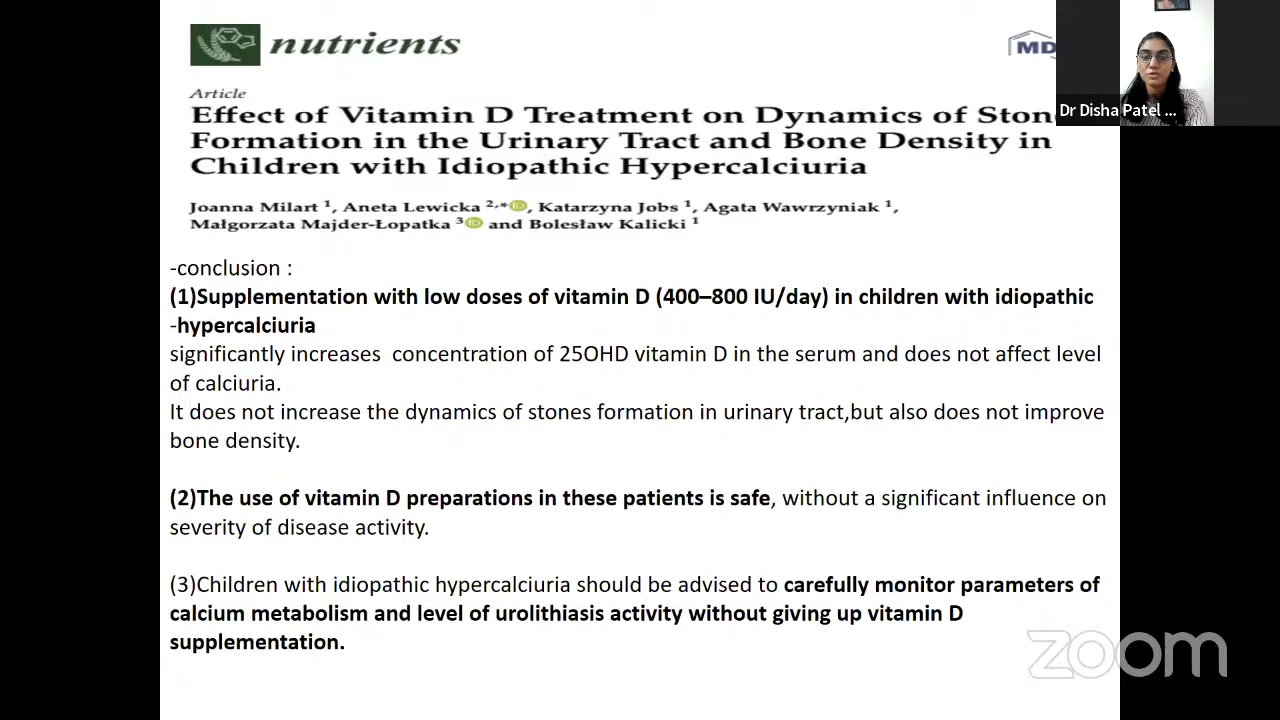 nutrients
MD
Article
Effect of Vitamin D Treatment on Dynamics of Ston
Formation in the Urinary Tract and Bone Density in
Children with Idiopathic Hypercalciuria
Joanna Milart 1, Aneta Lewicka 2,*iD, Katarzyna Jobs 1, Agata Wawrzyniak 1,
Małgorzata Majder-Łopatka 3 iD and Bolesław Kalicki 1
Dr Disha Patel ...
-conclusion :
(1)Supplementation with low doses of vitamin D (400–800 IU/day) in children with idiopathic
-hypercalciuria
significantly increases concentration of 25OHD vitamin D in the serum and does not affect level
of calciuria.
It does not increase the dynamics of stones formation in urinary tract,but also does not improve
bone density.
(2)The use of vitamin D preparations in these patients is safe, without a significant influence on
severity of disease activity.
(3)Children with idiopathic hypercalciuria should be advised to carefully monitor parameters of
calcium metabolism and level of urolithiasis activity without giving up vitamin D
supplementation.
zoom